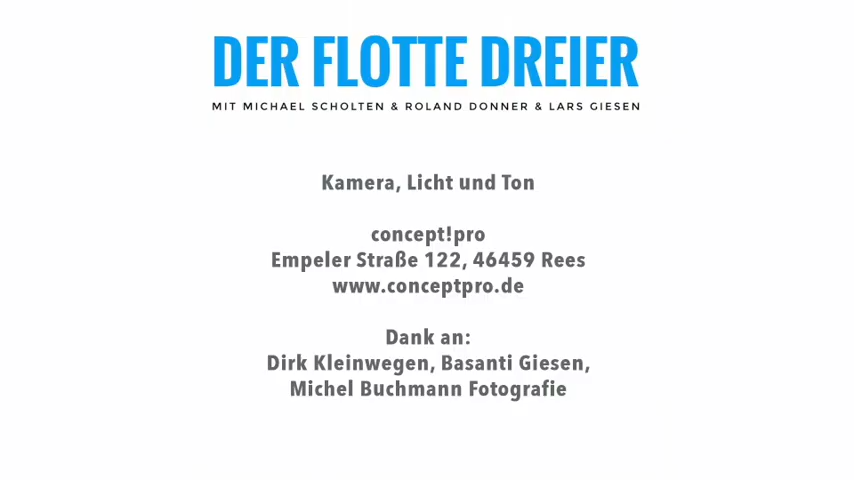 DER FLOTTE DREIER
MIT MICHAEL SCHOLTEN & ROLAND DONNER & LARS GIESEN
Kamera, Licht und Ton
concept!pro
Empeler Straße 122, 46459 Rees
www.conceptpro.de
Dank an:
Dirk Kleinwegen, Basanti Giesen,
Michel Buchmann Fotografie